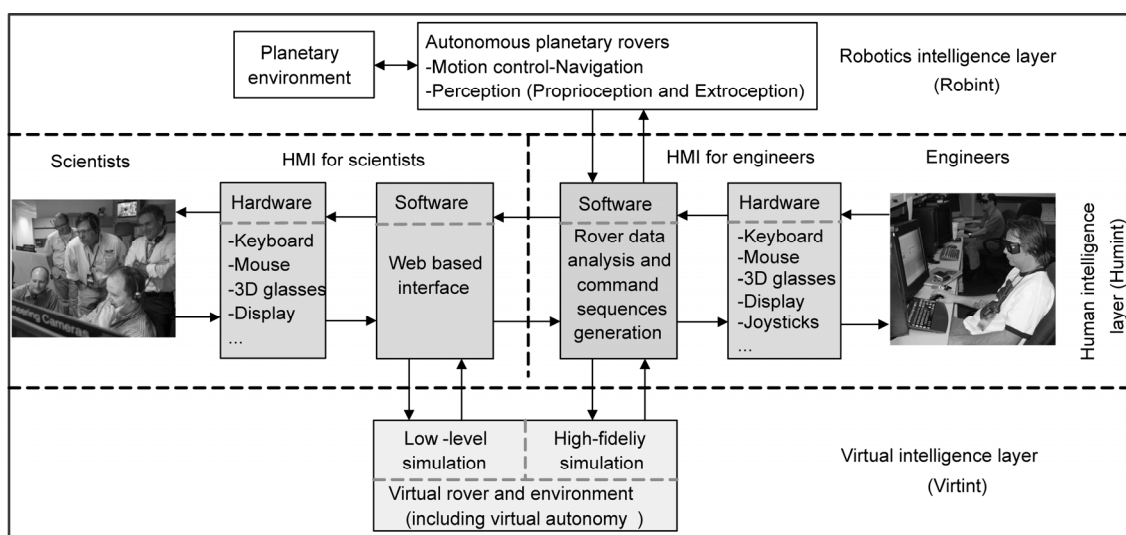 Planetary
environment
Autonomous planetary rovers
-Motion control-Navigation
-Perception (Proprioception and Extroception)
Robotics intelligence layer
(Robint)
Scientists
HMI for scientists
HMI for engineers
Engineers
Hardware
-Keyboard
-Mouse
-3D glasses
-Display
...
Software
Web based
interface
Software
Rover data
analysis and
command
sequences
generation
Hardware
-Keyboard
-Mouse
-3D glasses
-Display
-Joysticks
...
neering Cameras
Human intelligence
layer (Humint)
Low -level
simulation
High-fideliy
simulation
Virtual rover and environment
(including virtual autonomy )
Virtual intelligence layer
(Virtint)